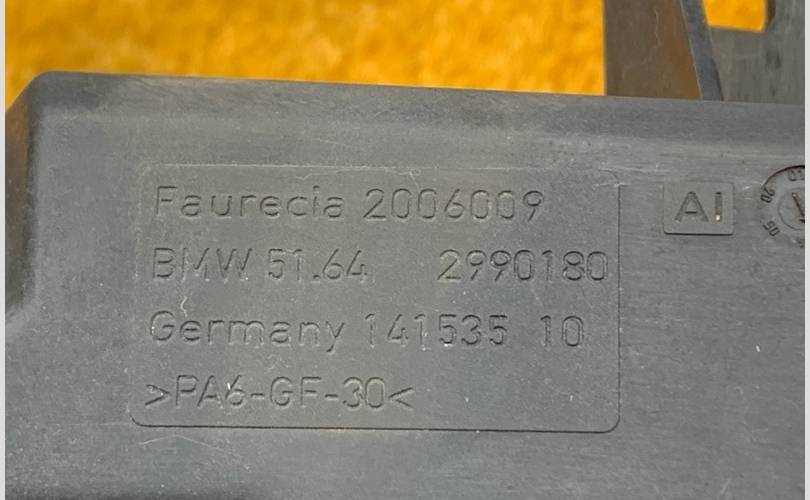 Faurecia 2006009
BMW 51.64 2990180
Germany 141535 10
>PA6-GF-30<
AI